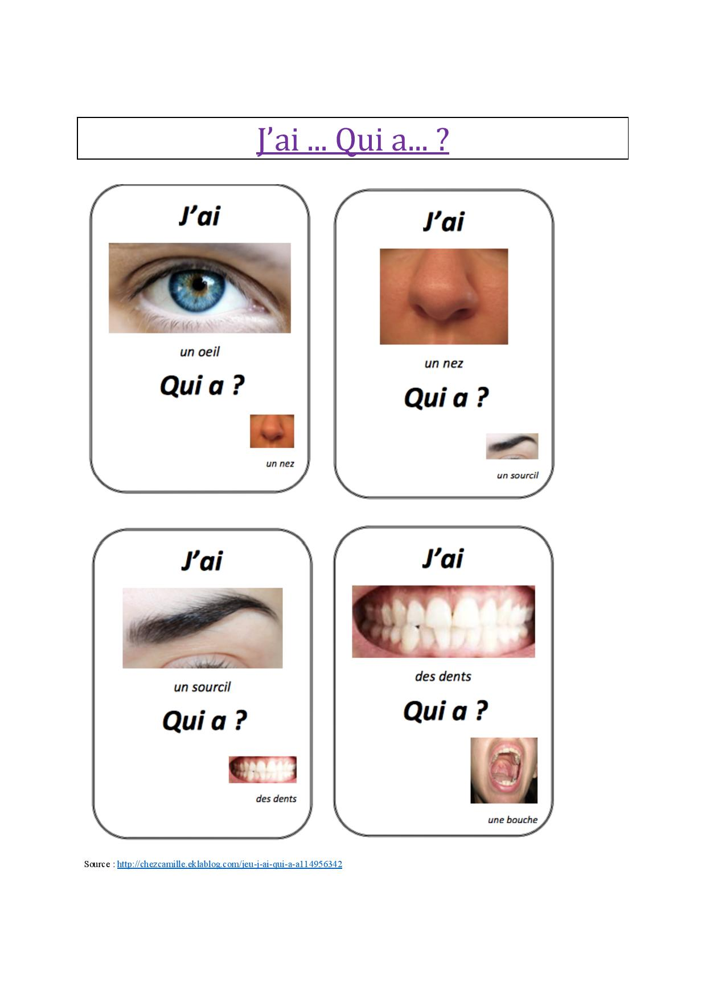 J’ai ... Qui a... ?
J’ai
un oeil
Qui a ?
un nez
J’ai
un nez
Qui a ?
un sourcil
J’ai
un sourcil
Qui a ?
des dents
J’ai
des dents
Qui a ?
une bouche
Source : http://chezcamille.eklablog.com/jeu-j-ai-qui-a-a114956342